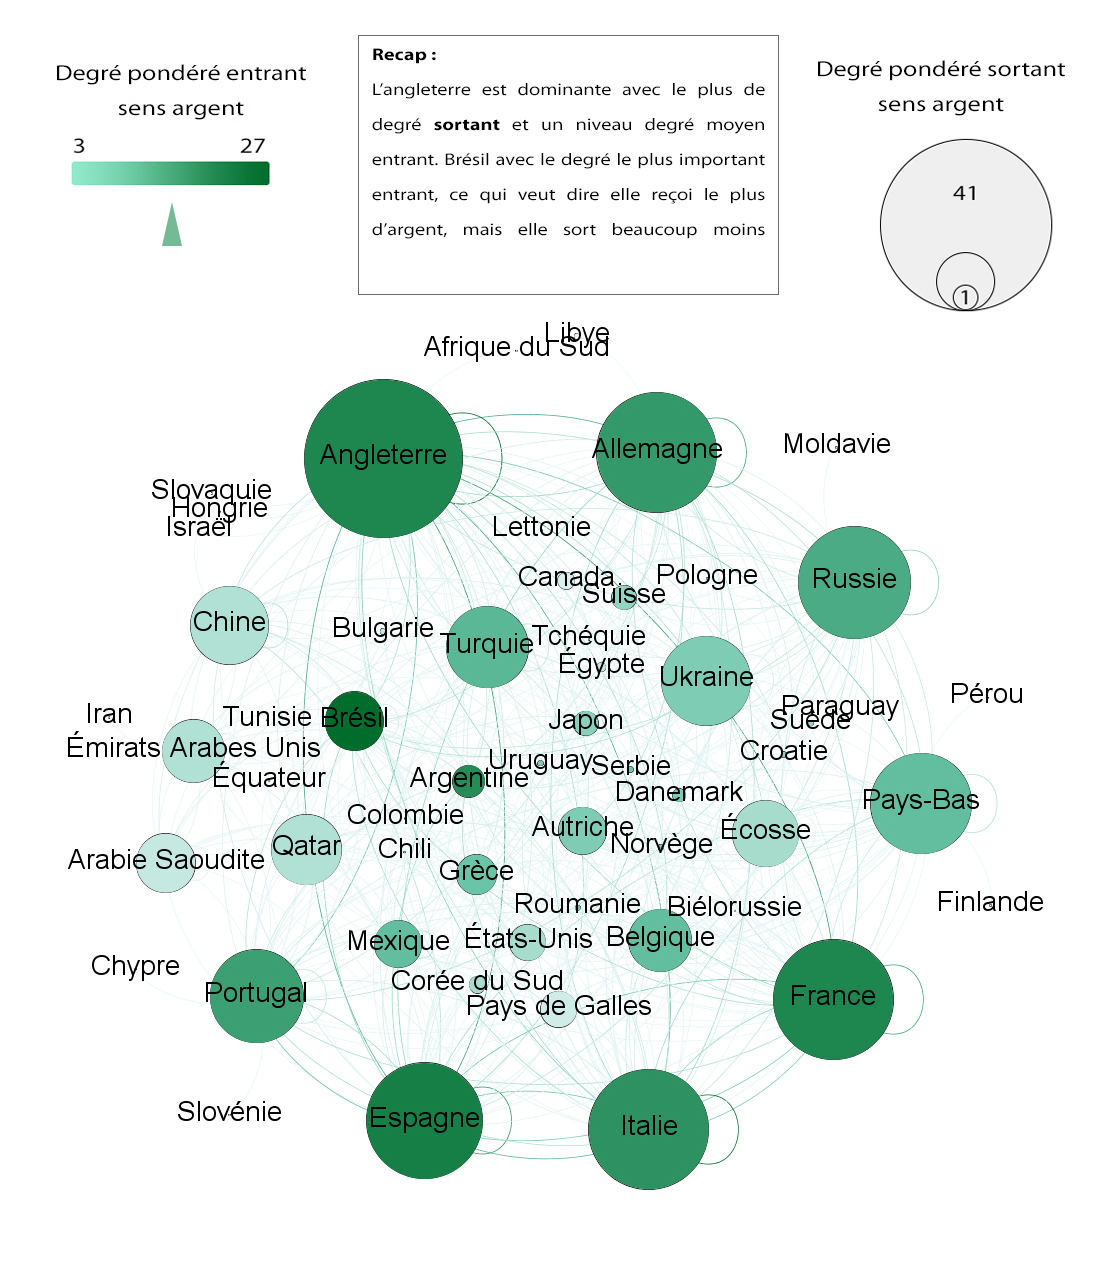 Degré pondéré entrant
sens argent
3 27
Recap :
L’angleterre est dominante avec le plus de
degré sortant et un niveau degré moyen
entrant. Brésil avec le degré le plus important
entrant, ce qui veut dire elle reçoi le plus
d’argent, mais elle sort beaucoup moins
Degré pondéré sortant
sens argent
41
1
Libye
Afrique du Sud
Angleterre
Allemagne
Moldavie
Slovaquie
Hongrie
Israël
Lettonie
Canada
Suisse
Pologne
Russie
Chine
Bulgarie
Turquie
Tchéquie
Égypte
Ukraine
Pérou
Paraguay
Suède
Iran
Tunisie
Brésil
Japon
Croatie
Émirats Arabes Unis
Équateur
Argentine
Uruguay
Serbie
Danemark
Pays-Bas
Colombie
Autriche
Norvège
Écosse
Qatar
Chili
Arabie Saoudite
Grèce
Roumanie
Biélorussie
Finlande
Mexique
États-Unis
Belgique
Chypre
Corée du Sud
Portugal
Pays de Galles
France
Slovénie
Espagne
Italie